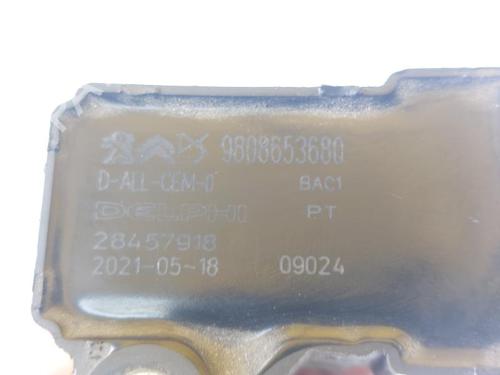 9808653680
D-ALL-CEM-0 BAC1
DELPHI PT
28457918
2021-05-18 09024